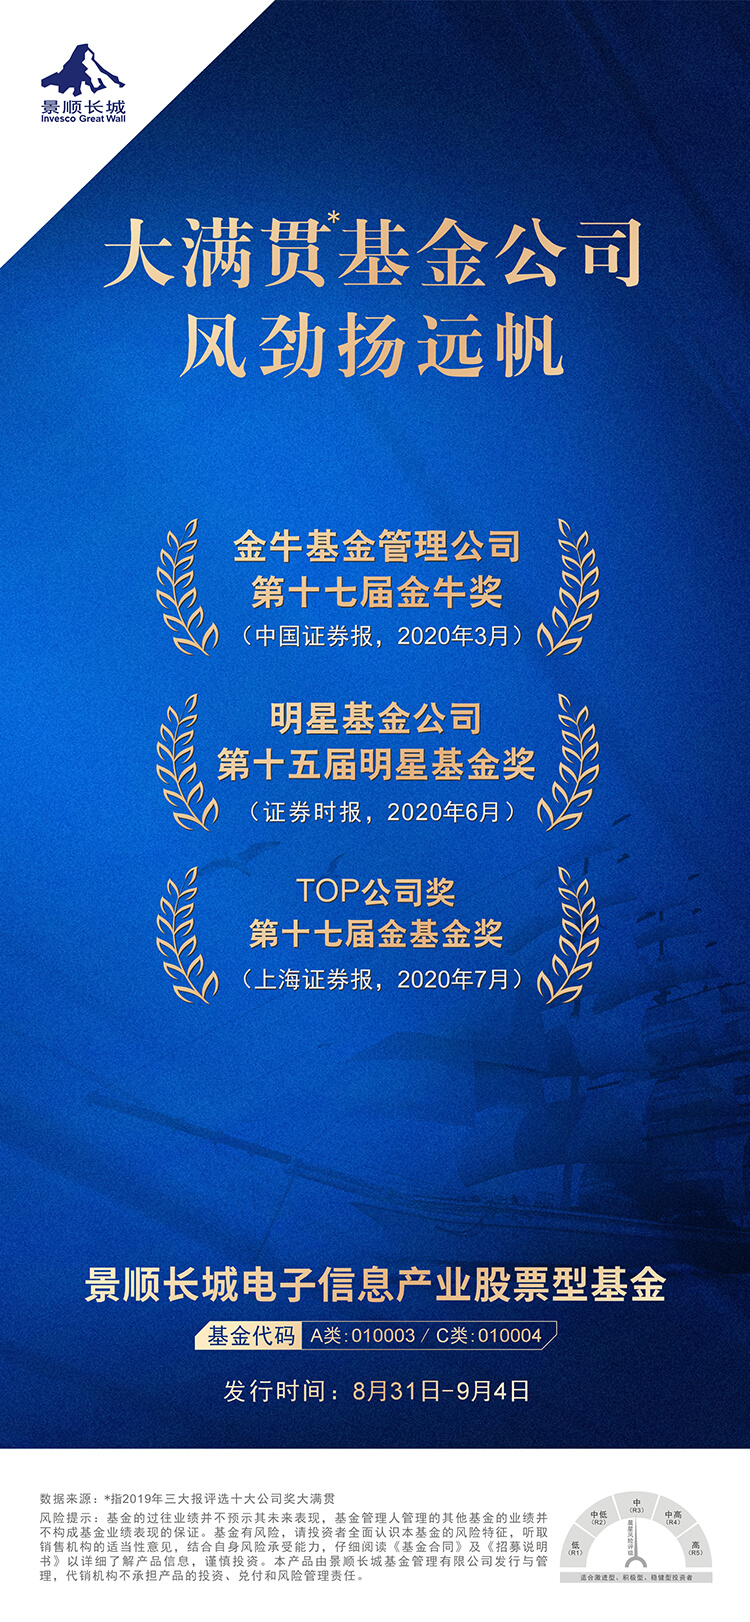 景顺长城
Invesco Great Wall
大满贯*基金公司
风劲扬远帆
金牛基金管理公司
第十七届金牛奖
（中国证券报，2020年3月）
明星基金公司
第十五届明星基金奖
（证券时报，2020年6月）
TOP公司奖
第十七届金基金奖
（上海证券报，2020年7月）
景顺长城电子信息产业股票型基金
基金代码 A类:010003 / C类:010004
发行时间：8月31日-9月4日
数据来源：*指2019年三大报评选十大公司奖大满贯
风险提示：基金的过往业绩并不预示其未来表现，基金管理人管理的其他基金的业绩并
不构成基金业绩表现的保证。基金有风险，请投资者全面认识本基金的风险特征，听取
销售机构的适当性意见，结合自身风险承受能力，仔细阅读《基金合同》及《招募说明
书》以详细了解产品信息，谨慎投资。本产品由景顺长城基金管理有限公司发行与管
理，代销机构不承担产品的投资、兑付和风险管理责任。
低
(R1)
中低
(R2)
中
(R3)
中高
(R4)
高
(R5)
晨星风险评级
适合激进型、积极型、稳健型投资者